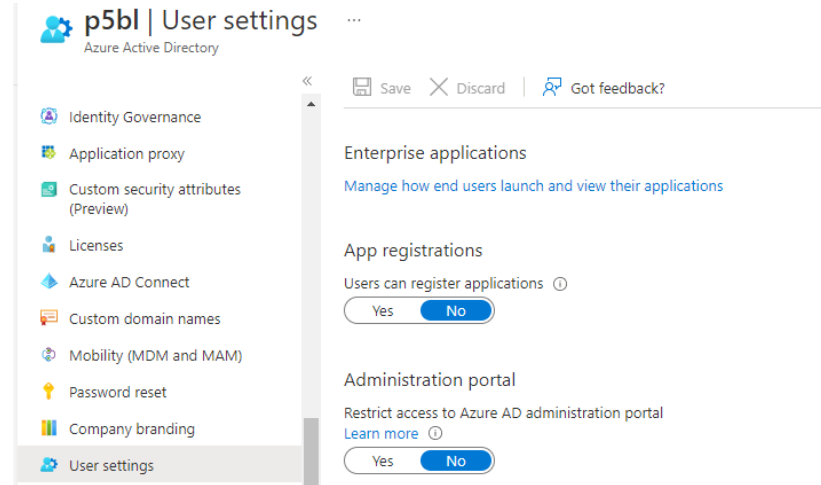 p5bl | User settings ...
Azure Active Directory
«
Identity Governance
Application proxy
Custom security attributes
(Preview)
Licenses
Azure AD Connect
Custom domain names
Mobility (MDM and MAM)
Password reset
Company branding
User settings
Save Discard Got feedback?
Enterprise applications
Manage how end users launch and view their applications
App registrations
Users can register applications
Yes No
Administration portal
Restrict access to Azure AD administration portal
Learn more
Yes No